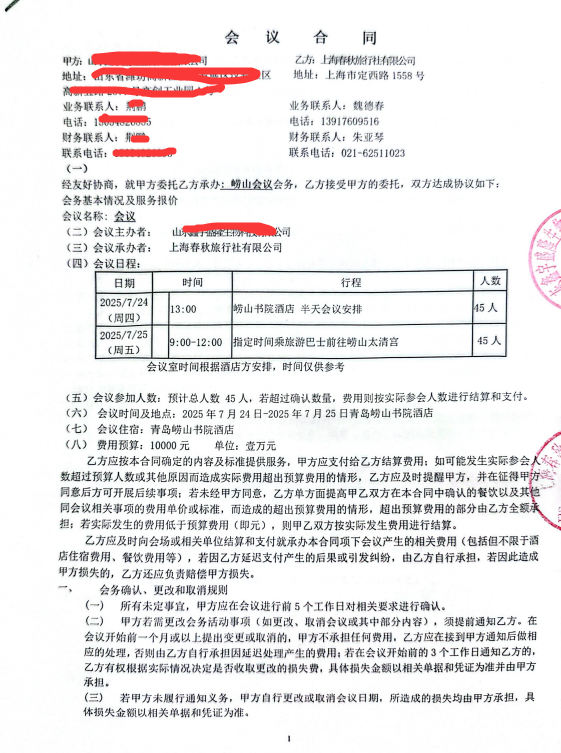 会议合同
甲方: 公司 乙方: 上海春秋旅行社有限公司
地址: 区 地址: 上海市定西路 1558 号
业务联系人: 业务联系人: 魏德春
电话: 电话: 13917609516
财务联系人: 财务联系人: 朱亚琴
联系电话: 联系电话: 021-62511023
(一)
经友好协商，就甲方委托乙方承办: 崂山会议会务，乙方接受甲方的委托，双方达成协议如下:
会务基本情况及服务报价
会议名称: 会议
(二) 会议主办者: 公司
(三) 会议承办者: 上海春秋旅行社有限公司
(四) 会议日程:
日期 时间 行程 人数
2025/7/24 (周四) 13:00 崂山书院酒店 半天会议安排 45 人
2025/7/25 (周五) 9:00-12:00 指定时间乘旅游巴士前往崂山太清宫 45 人
会议室时间根据酒店方安排，时间仅供参考
(五) 会议参加人数: 预计总人数 45 人，若超过确认数量，费用则按实际参会人数进行结算和支付。
(六) 会议时间及地点: 2025 年 7 月 24 日-2025 年 7 月 25 日青岛崂山书院酒店
(七) 会议住宿: 青岛崂山书院酒店
(八) 费用预算: 10000 元 单位: 壹万元
乙方应按本合同确定的内容及标准提供服务，甲方应支付给乙方结算费用: 如可能发生实际参会人
数超过预算人数或其他原因而造成实际费用超出预算费用的情形，乙方应及时提醒甲方，并在征得甲方
同意后方可开展后续事项; 若未经甲方同意，乙方单方面提高甲乙双方在本合同中确认的餐饮以及其他
同会议相关事项的费用单价或标准，而造成的超出预算费用的情形，超出预算费用的部分由乙方全额承
担; 若实际发生的费用低于预算费用 (即元)，则甲乙双方按实际发生费用进行结算。
乙方应及时向会场或相关单位结算和支付就承办本合同项下会议产生的相关费用 (包括但不限于酒
店住宿费用、餐饮费用等)，若因乙方延迟支付产生的后果或引发纠纷，由乙方自行承担，若因此造成
甲方损失的，乙方还应负责赔偿甲方损失。
一、 会务确认、更改和取消规则
(一) 所有未定事宜，甲方应在会议进行前 5 个工作日对相关要求进行确认。
(二) 甲方若需更改会务活动事项 (如更改、取消会议或其中部分内容)，须提前通知乙方。在
会议开始前一个月或以上提出变更或取消的，甲方不承担任何费用，乙方应在接到甲方通知后做相
应的处理，否则由乙方自行承担因延迟处理产生的费用; 若在会议开始前的 3 个工作日通知乙方的，
乙方有权根据实际情况决定是否收取更改的损失费，具体损失金额以相关单据和凭证为准并由甲方
承担。
(三) 若甲方未履行通知义务，甲方自行更改或取消会议日期，所造成的损失均由甲方承担，具
体损失金额以相关单据和凭证为准。
1